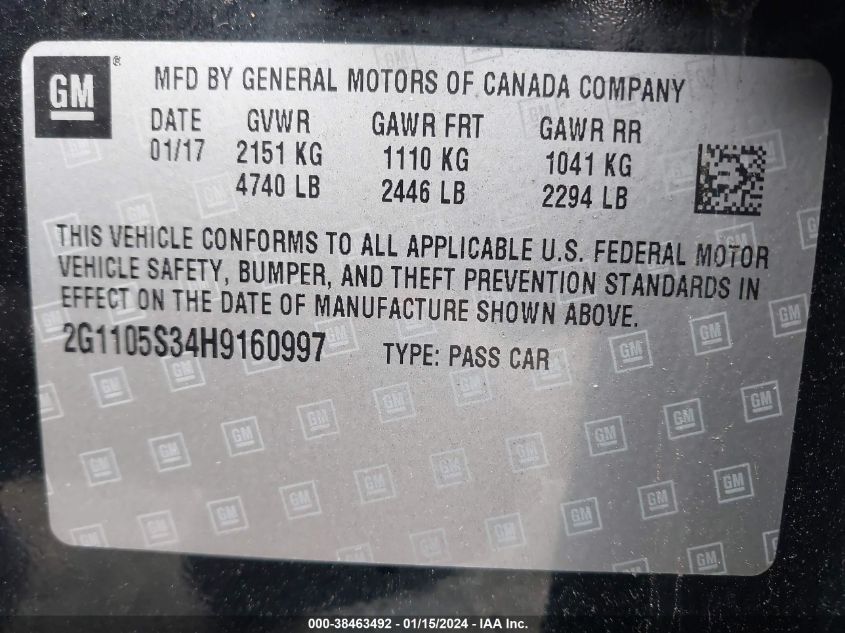 GM ®
MFD BY GENERAL MOTORS OF CANADA COMPANY
DATE GVWR GAWR FRT GAWR RR
01/17 2151 KG 1110 KG 1041 KG
4740 LB 2446 LB 2294 LB
THIS VEHICLE CONFORMS TO ALL APPLICABLE U.S. FEDERAL MOTOR
VEHICLE SAFETY, BUMPER, AND THEFT PREVENTION STANDARDS IN
EFFECT ON THE DATE OF MANUFACTURE SHOWN ABOVE.
2G1105S34H9160997 TYPE: PASS CAR
000-38463492 - 01/15/2024 - IAA Inc.